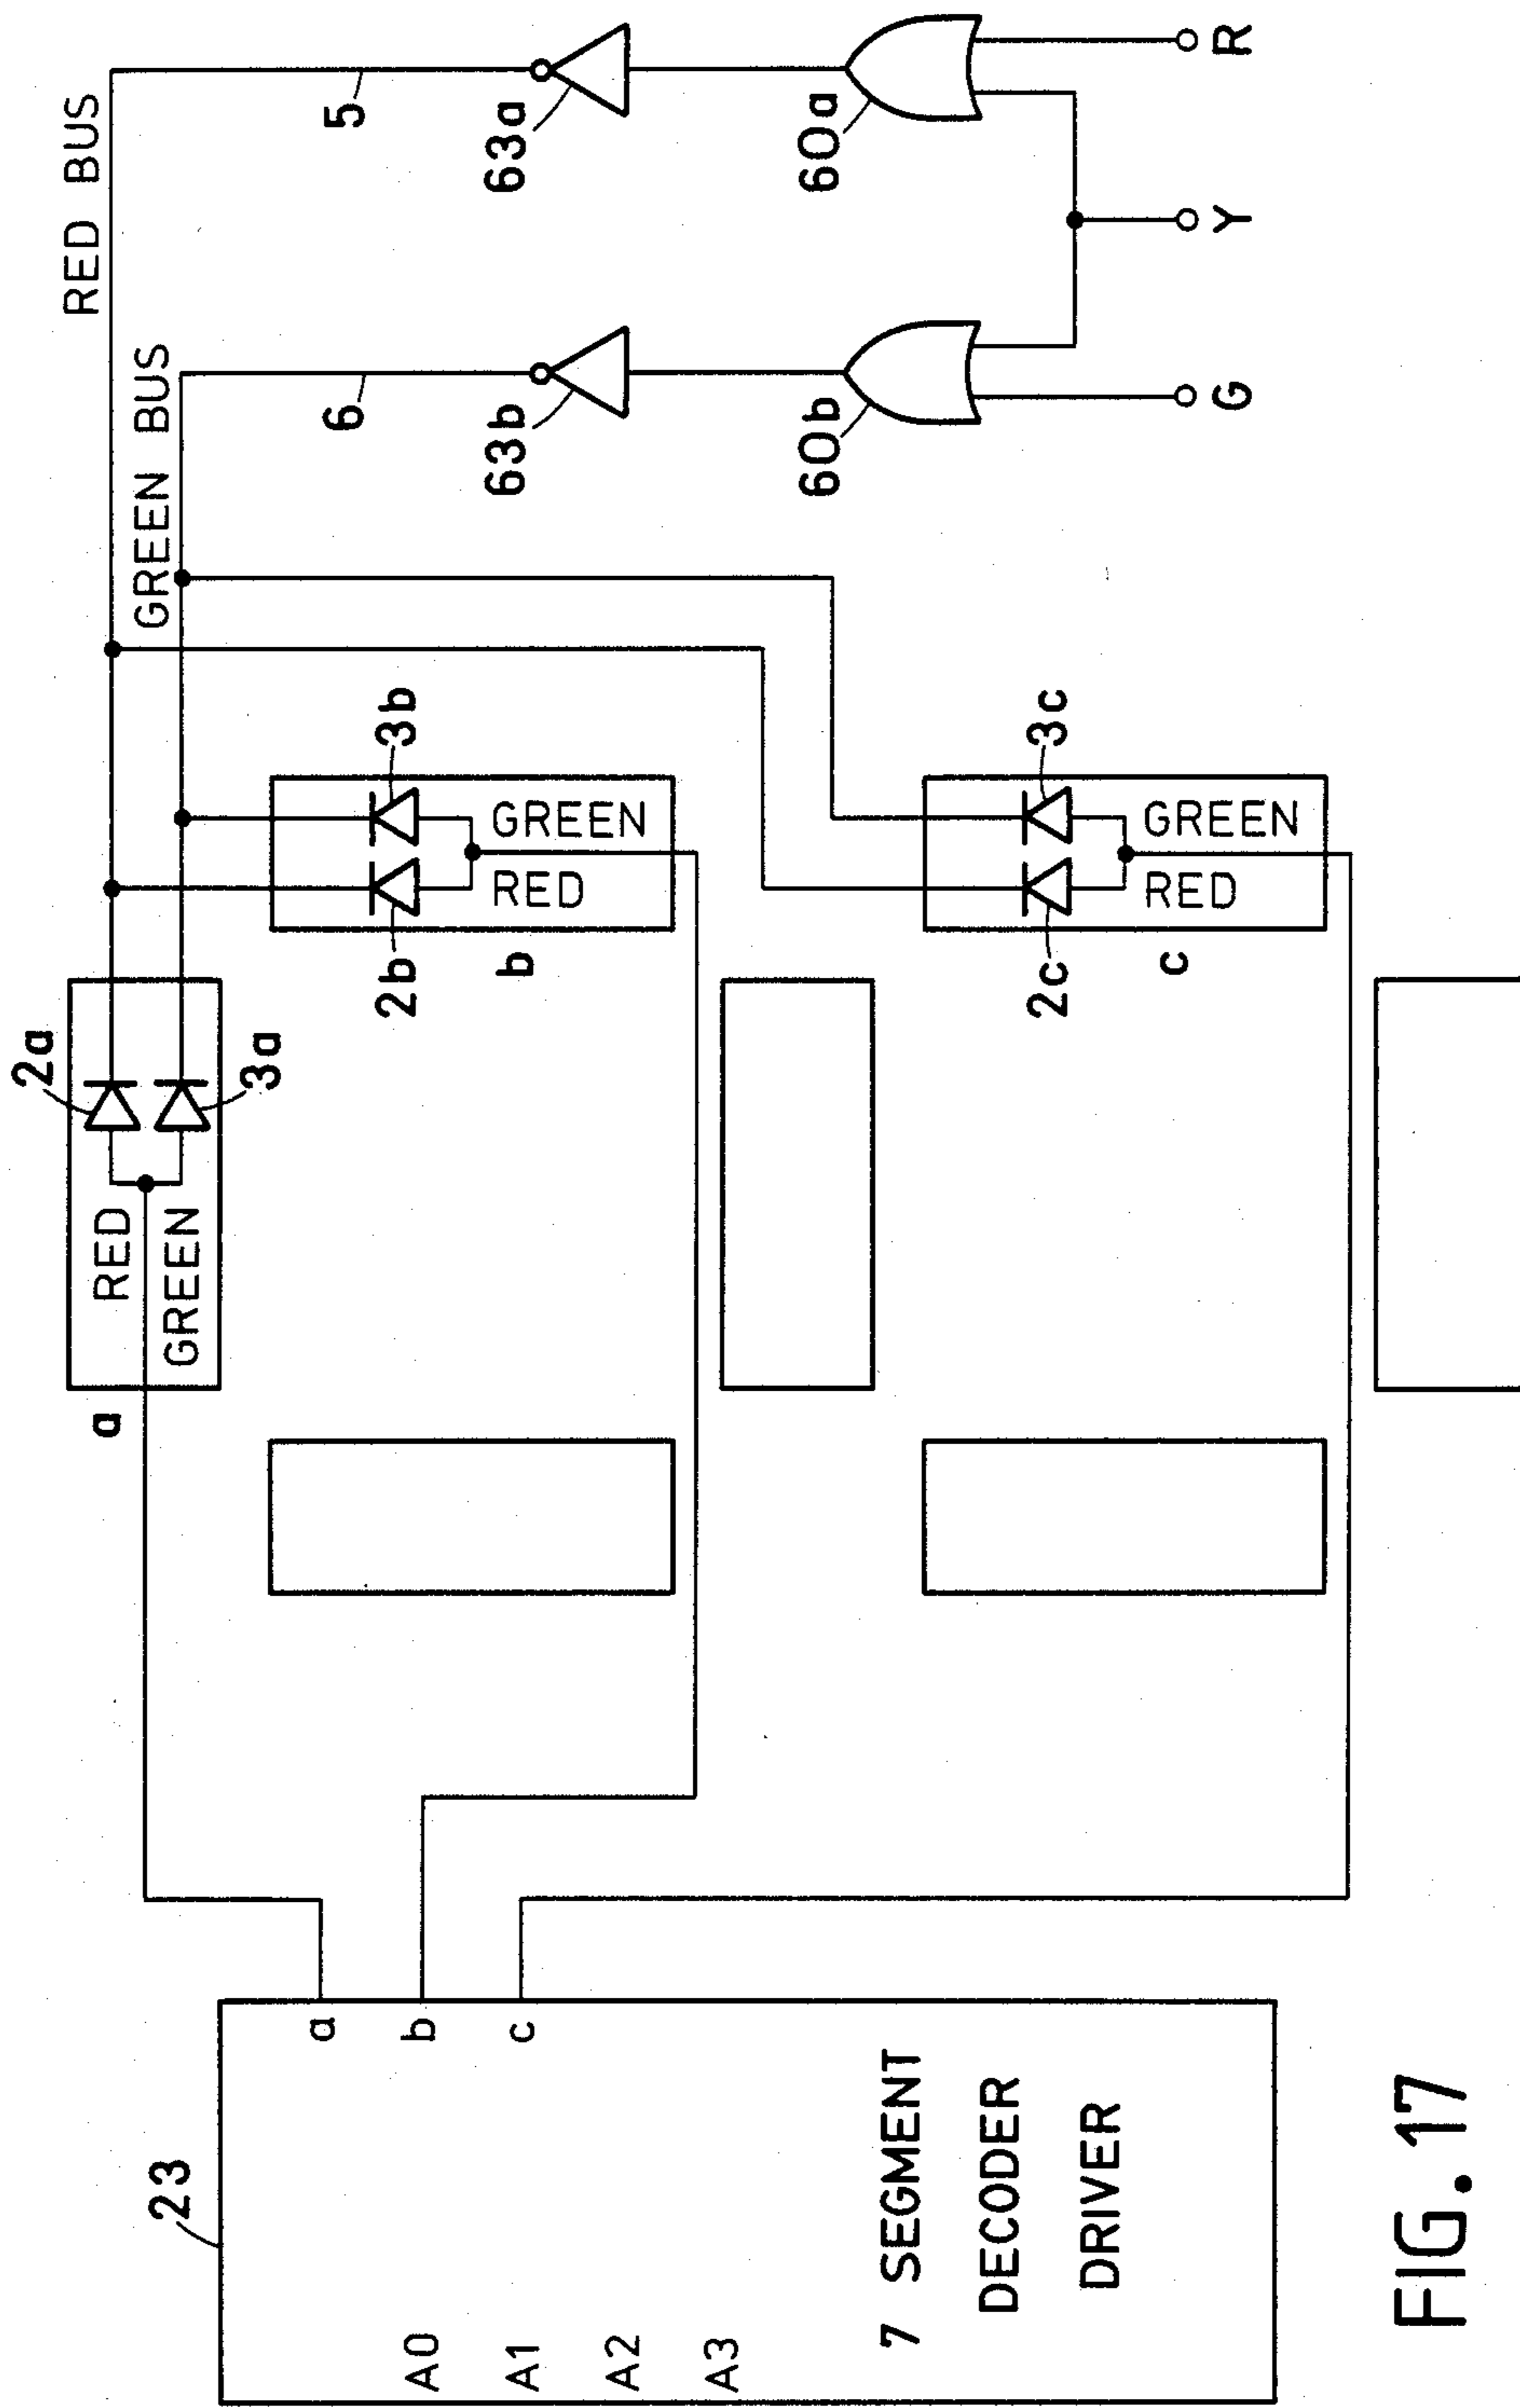 23
A0
A1
A2
A3
a
b
c
7 SEGMENT
DECODER
DRIVER
a
RED
GREEN
2a
3a
2b
3b
RED
GREEN
b
2c
3c
RED
GREEN
c
RED BUS
GREEN BUS
5
6
63a
63b
60a
60b
G
Y
R
FIG. 17